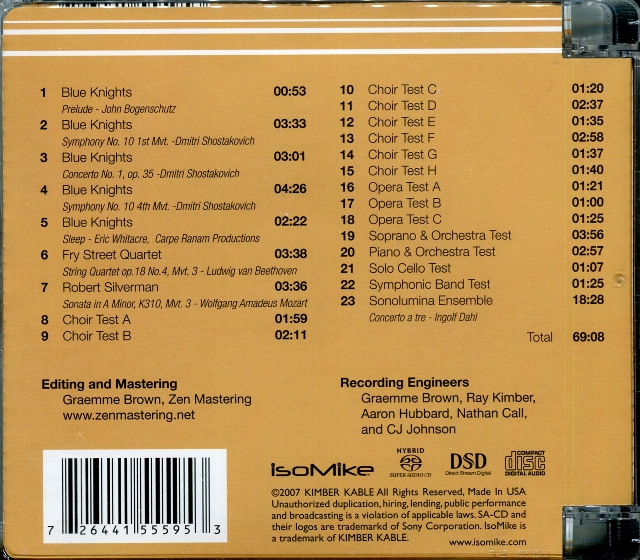 1 Blue Knights 00:53
Prelude - John Bogenschutz
2 Blue Knights 03:33
Symphony No. 10 1st Mvt. -Dmitri Shostakovich
3 Blue Knights 03:01
Concerto No. 1, op. 35 -Dmitri Shostakovich
4 Blue Knights 04:26
Symphony No. 10 4th Mvt. -Dmitri Shostakovich
5 Blue Knights 02:22
Sleep - Eric Whitacre, Carpe Ranam Productions
6 Fry Street Quartet 03:38
String Quartet op.18 No.4, Mvt. 3 - Ludwig van Beethoven
7 Robert Silverman 03:36
Sonata in A Minor, K310, Mvt. 3 - Wolfgang Amadeus Mozart
8 Choir Test A 01:59
9 Choir Test B 02:11
10 Choir Test C 01:20
11 Choir Test D 02:37
12 Choir Test E 01:35
13 Choir Test F 02:58
14 Choir Test G 01:37
15 Choir Test H 01:40
16 Opera Test A 01:21
17 Opera Test B 01:00
18 Opera Test C 01:25
19 Soprano & Orchestra Test 03:56
20 Piano & Orchestra Test 02:57
21 Solo Cello Test 01:07
22 Symphonic Band Test 01:25
23 Sonolumina Ensemble 18:28
Concerto a tre - Ingolf Dahl
Total 69:08
Editing and Mastering
Graemme Brown, Zen Mastering
www.zenmastering.net
Recording Engineers
Graemme Brown, Ray Kimber,
Aaron Hubbard, Nathan Call,
and CJ Johnson
7 26441 55595 3
isoMike
HYBRID
SUPER AUDIO CD
DSD
Direct Stream Digital
COMPACT
disc
DIGITAL AUDIO
©2007 KIMBER KABLE All Rights Reserved, Made In USA
Unauthorized duplication, hiring, lending, public performance
and broadcasting is a violation of applicable laws. SA-CD and
their logos are trademarkd of Sony Corporation. IsoMike is
a trademark of KIMBER KABLE.
www.isomike.com